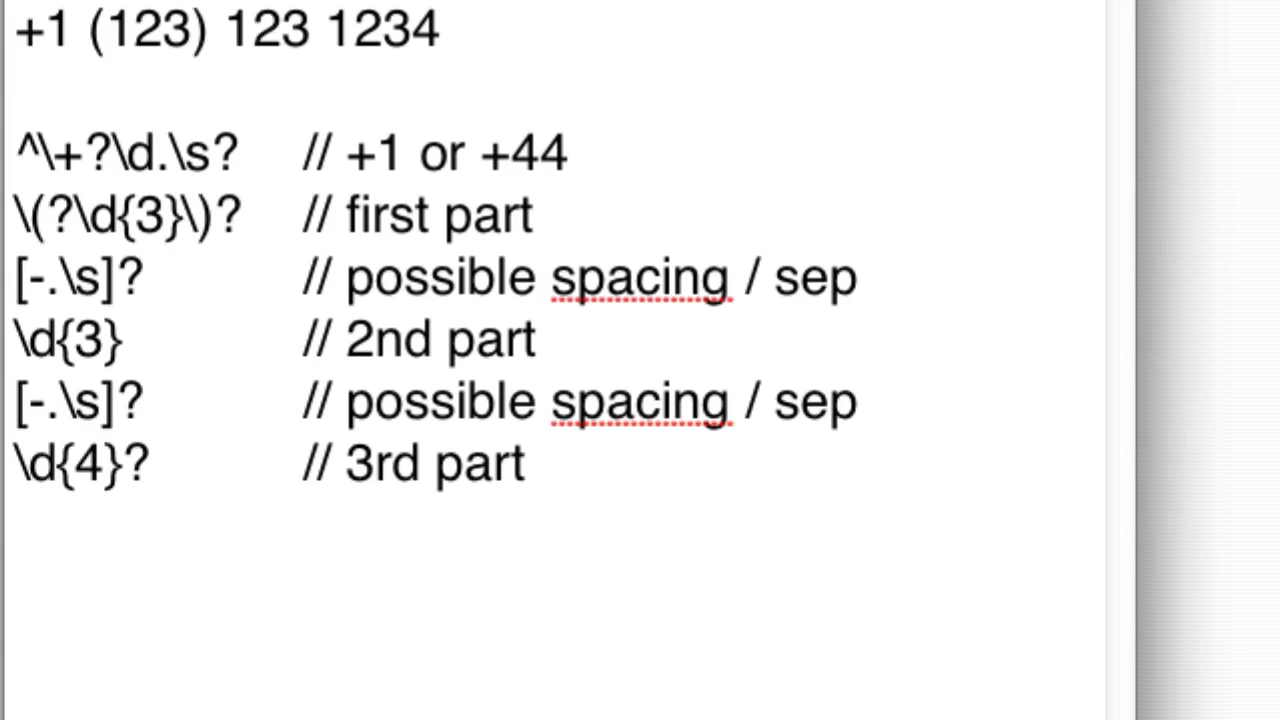 +1 (123) 123 1234
^\+?\d.\s? // +1 or +44
\(?\d{3}\)? // first part
[-.\s]? // possible spacing / sep
\d{3} // 2nd part
[-.\s]? // possible spacing / sep
\d{4}? // 3rd part